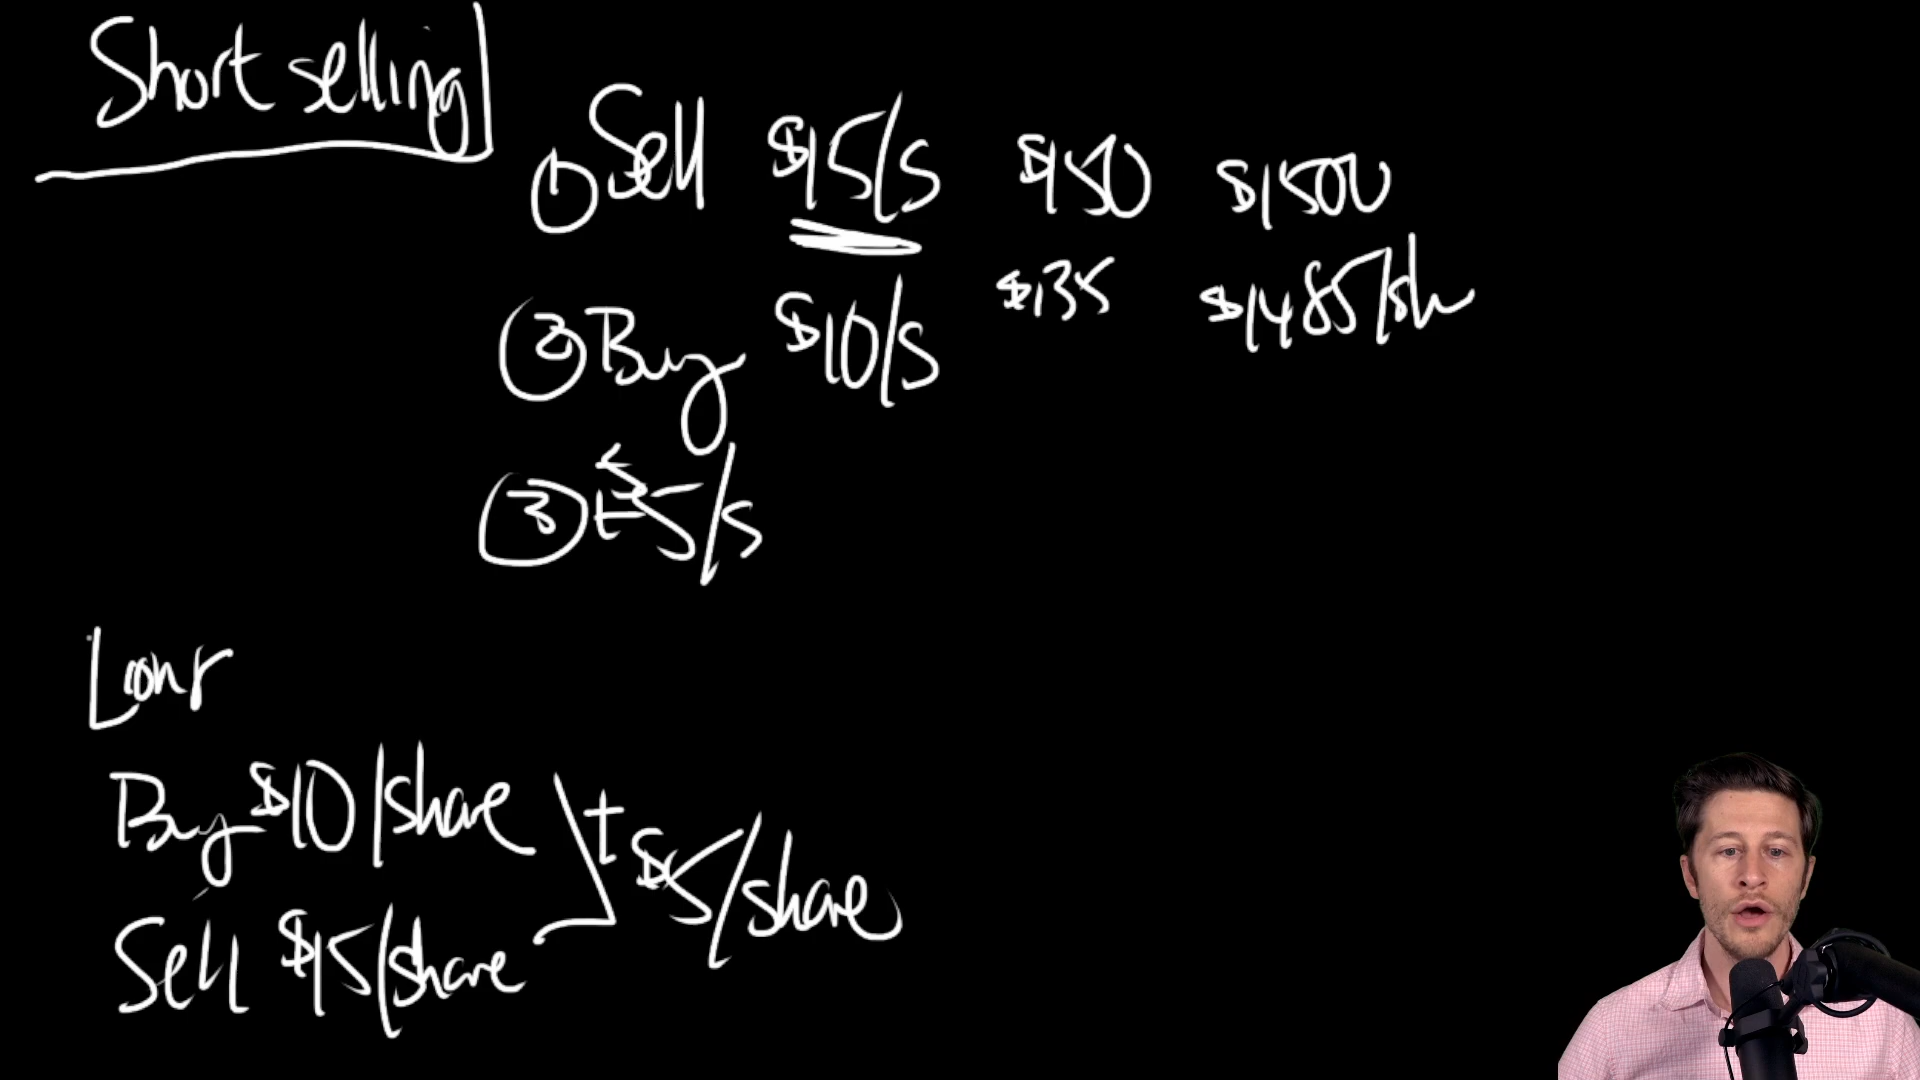 Short selling
① Sell $15/s $150 $1500
② Buy $10/s $135 $1485/sh
③ +$5/s
Long
Buy $10/share
+$5/share
Sell $15/share